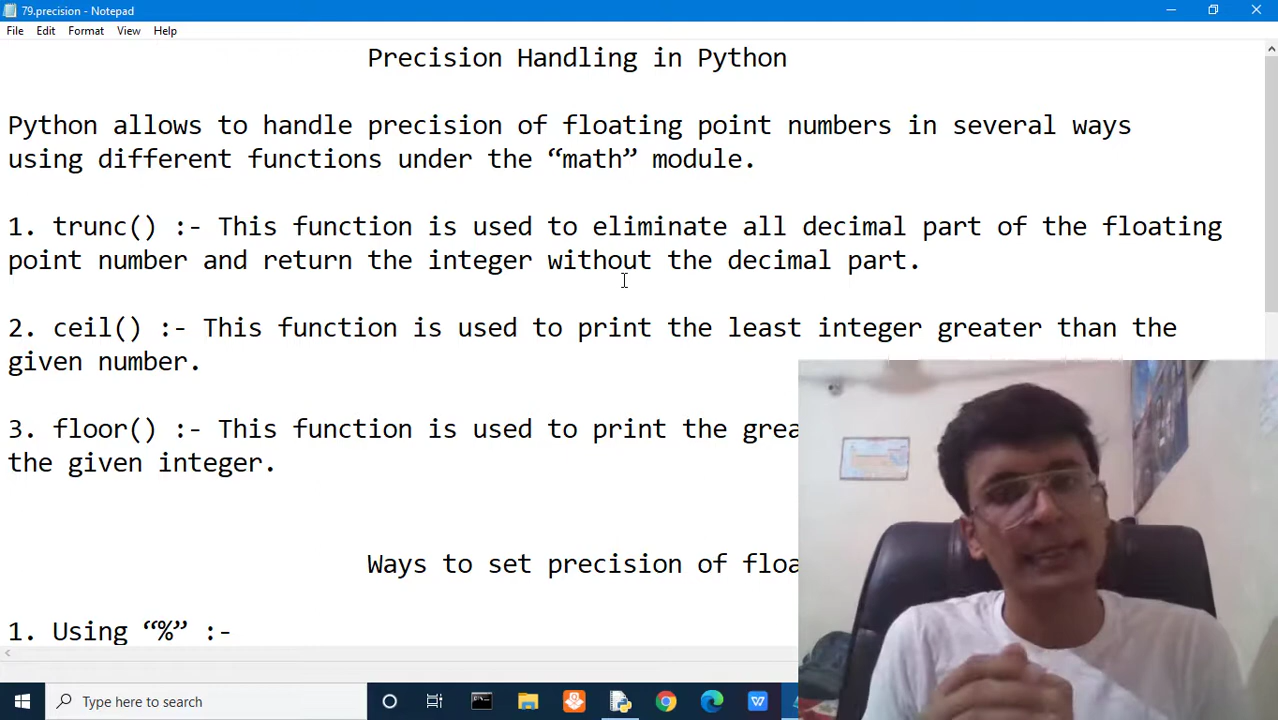 79.precision - Notepad
File Edit Format View Help
Precision Handling in Python
Python allows to handle precision of floating point numbers in several ways
using different functions under the “math” module.
1. trunc() :- This function is used to eliminate all decimal part of the floating
point number and return the integer without the decimal part.
2. ceil() :- This function is used to print the least integer greater than the
given number.
3. floor() :- This function is used to print the grea
the given integer.
Ways to set precision of floa
1. Using “%” :-
Type here to search